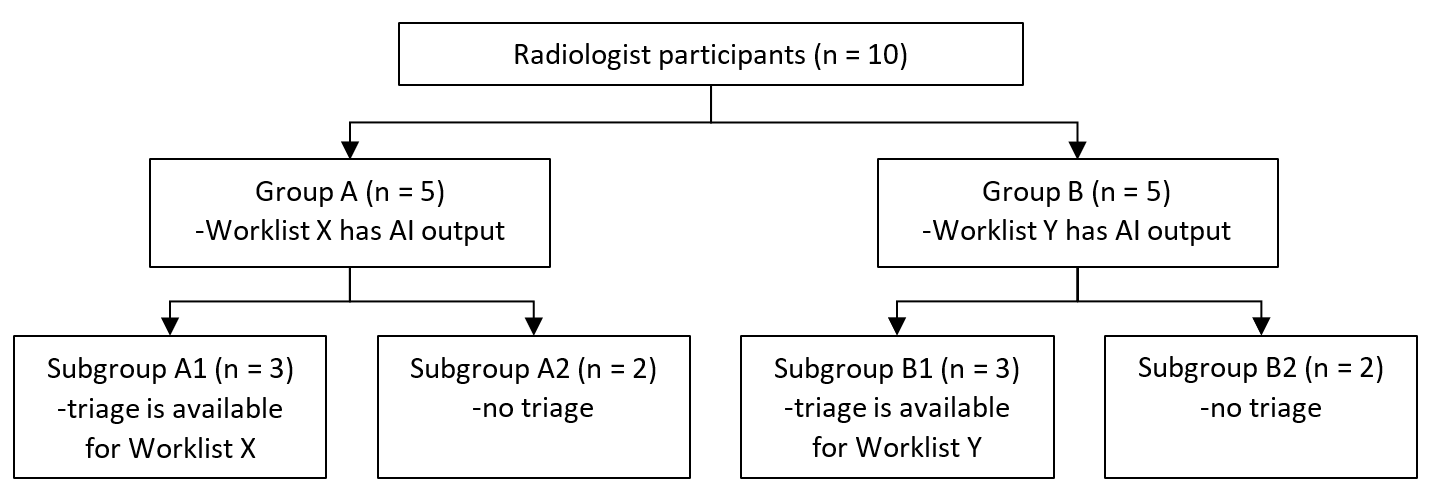 Radiologist participants (n = 10)
Group A (n = 5)
-Worklist X has AI output
Group B (n = 5)
-Worklist Y has AI output
Subgroup A1 (n = 3)
-triage is available
for Worklist X
Subgroup A2 (n = 2)
-no triage
Subgroup B1 (n = 3)
-triage is available
for Worklist Y
Subgroup B2 (n = 2)
-no triage